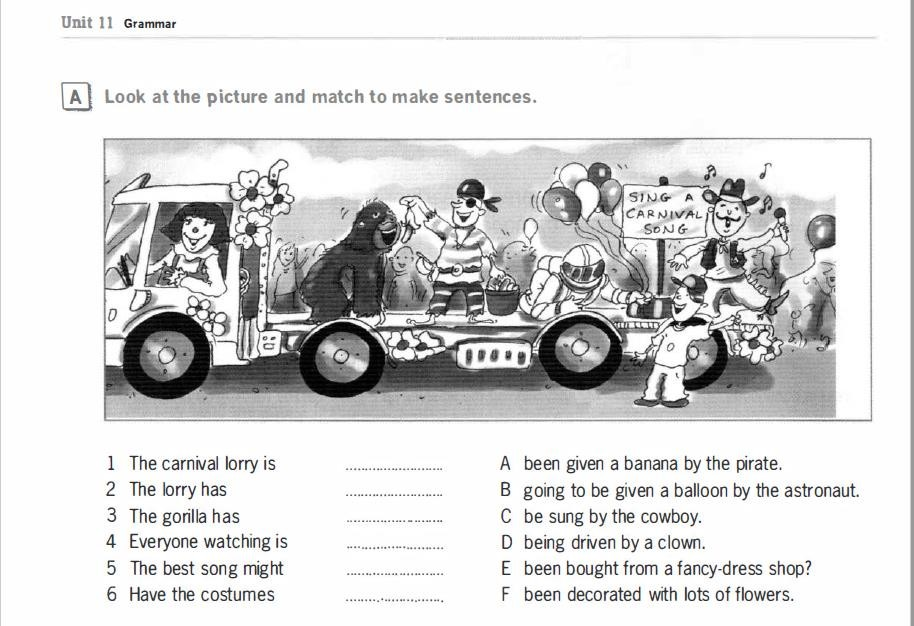 Unit 11 Grammar
A Look at the picture and match to make sentences.
SING A
CARNIVAL
SONG
1 The carnival lorry is ........................ A been given a banana by the pirate.
2 The lorry has ........................ B going to be given a balloon by the astronaut.
3 The gorilla has ........................ C be sung by the cowboy.
4 Everyone watching is ........................ D being driven by a clown.
5 The best song might ........................ E been bought from a fancy-dress shop?
6 Have the costumes ........................ F been decorated with lots of flowers.